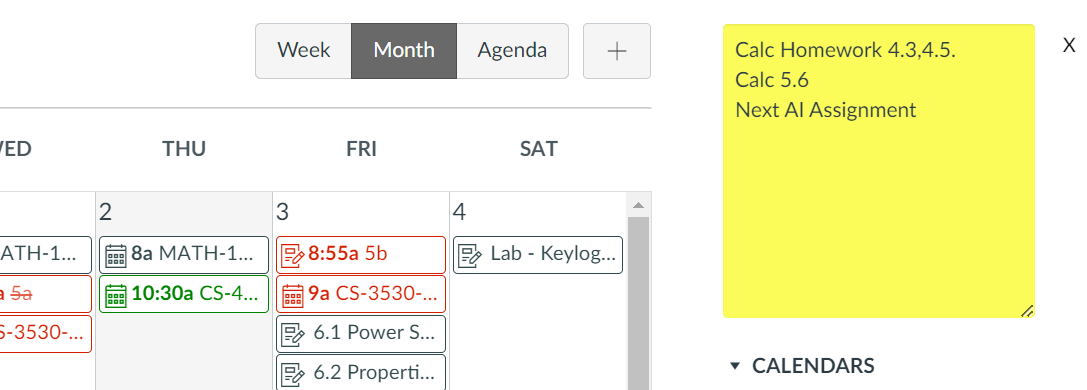 Week Month Agenda +
Calc Homework 4.3,4.5.
X
Calc 5.6
Next AI Assignment
THU FRI SAT
2 3 4
ATH-1... 8a MATH-1... 8:55a 5b Lab - Keylog...
a 5a 10:30a CS-4... 9a CS-3530-...
S-3530-... 6.1 Power S...
6.2 Properti...
CALENDARS